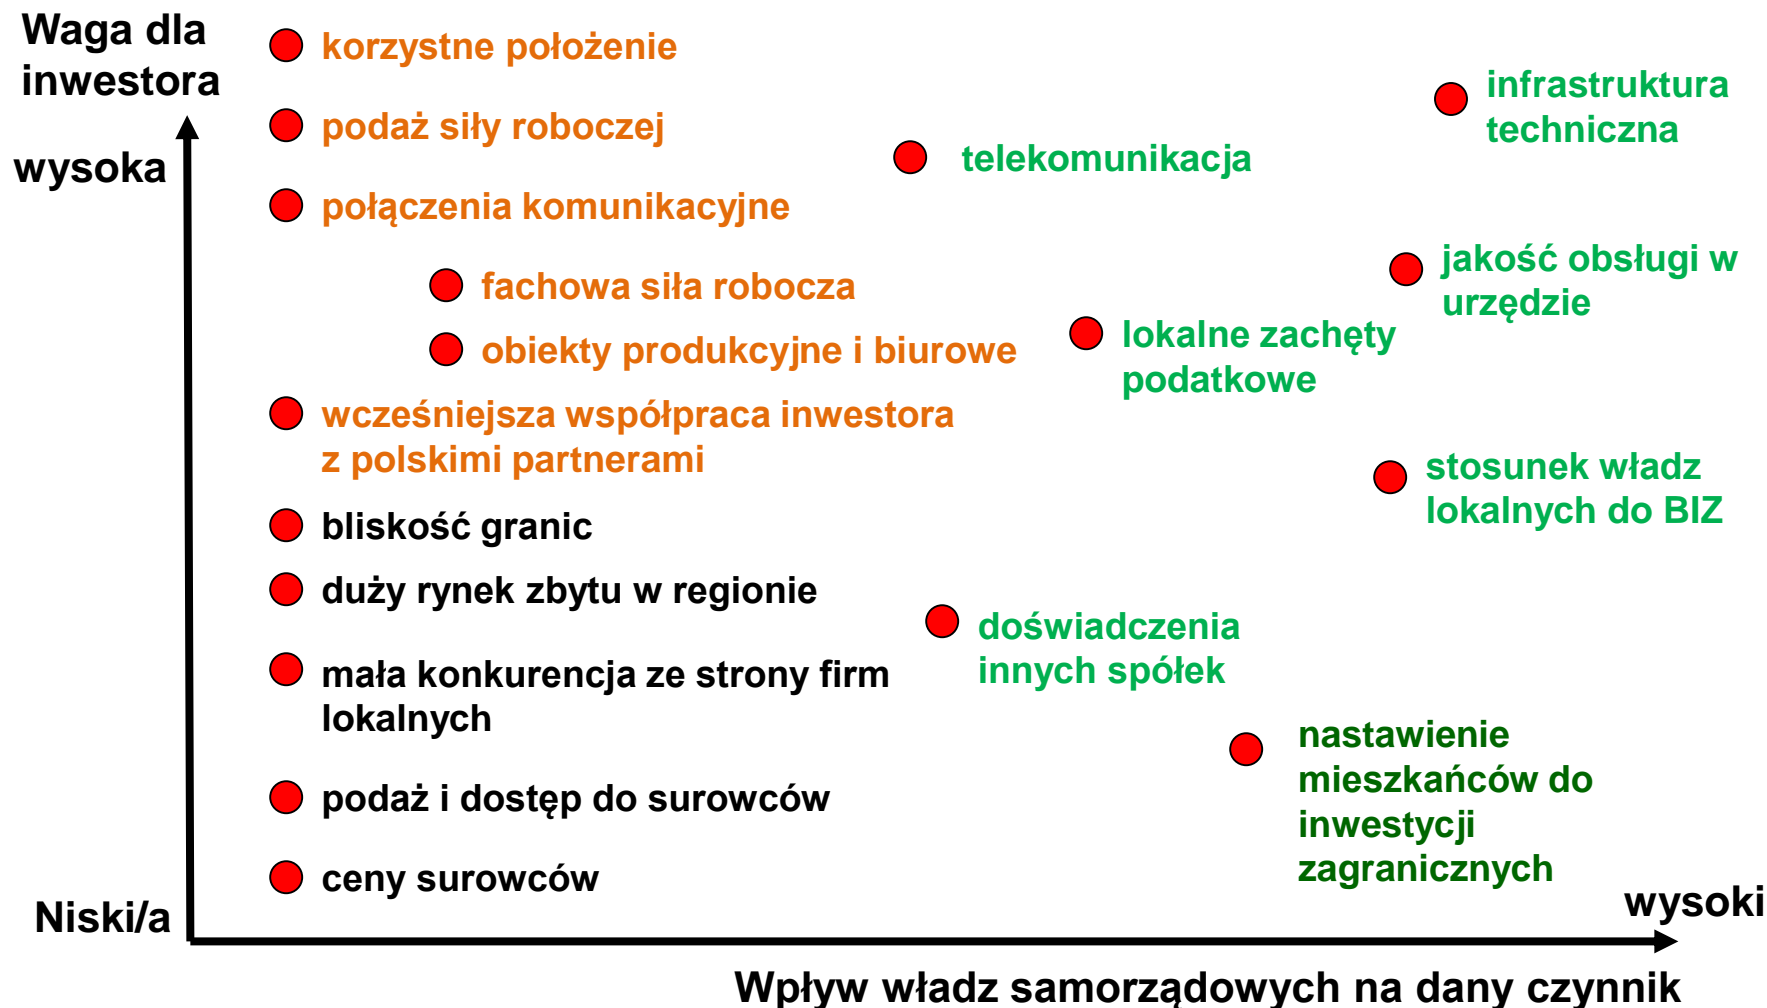 Waga dla
inwestora
wysoka
korzystne położenie
podaż siły roboczej
połączenia komunikacyjne
fachowa siła robocza
obiekty produkcyjne i biurowe
wcześniejsza współpraca inwestora
z polskimi partnerami
bliskość granic
duży rynek zbytu w regionie
mała konkurencja ze strony firm
lokalnych
podaż i dostęp do surowców
ceny surowców
telekomunikacja
infrastruktura
techniczna
jakość obsługi w
urzędzie
lokalne zachęty
podatkowe
stosunek władz
lokalnych do BIZ
doświadczenia
innych spółek
nastawienie
mieszkańców do
inwestycji
zagranicznych
Niski/a
wysoki
Wpływ władz samorządowych na dany czynnik